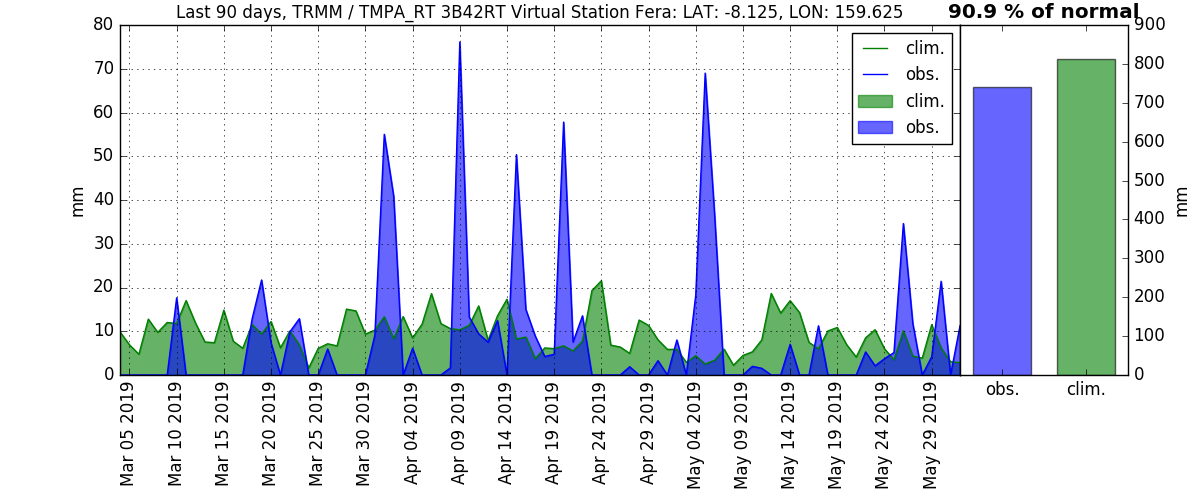 Last 90 days, TRMM / TMPA_RT 3B42RT Virtual Station Fera: LAT: -8.125, LON: 159.625
90.9 % of normal
80
70
60
50
40
30
20
10
0
mm
clim.
obs.
clim.
obs.
900
800
700
600
500
400
300
200
100
0
mm
Mar 05 2019
Mar 10 2019
Mar 15 2019
Mar 20 2019
Mar 25 2019
Mar 30 2019
Apr 04 2019
Apr 09 2019
Apr 14 2019
Apr 19 2019
Apr 24 2019
Apr 29 2019
May 04 2019
May 09 2019
May 14 2019
May 19 2019
May 24 2019
May 29 2019
obs.
clim.